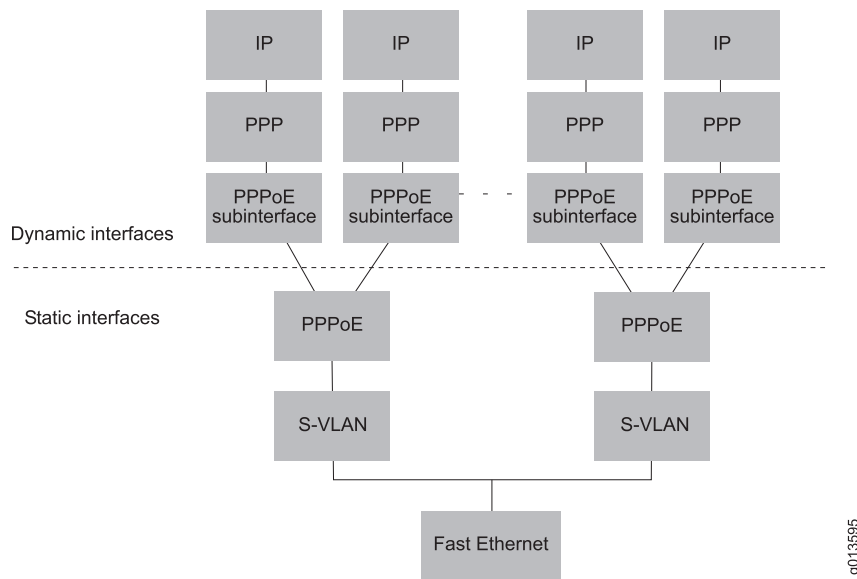 IP
IP
IP
IP
PPP
PPP
PPP
PPP
PPPoE
subinterface
PPPoE
subinterface
PPPoE
subinterface
PPPoE
subinterface
Dynamic interfaces
Static interfaces
PPPoE
PPPoE
S-VLAN
S-VLAN
Fast Ethernet
g013595